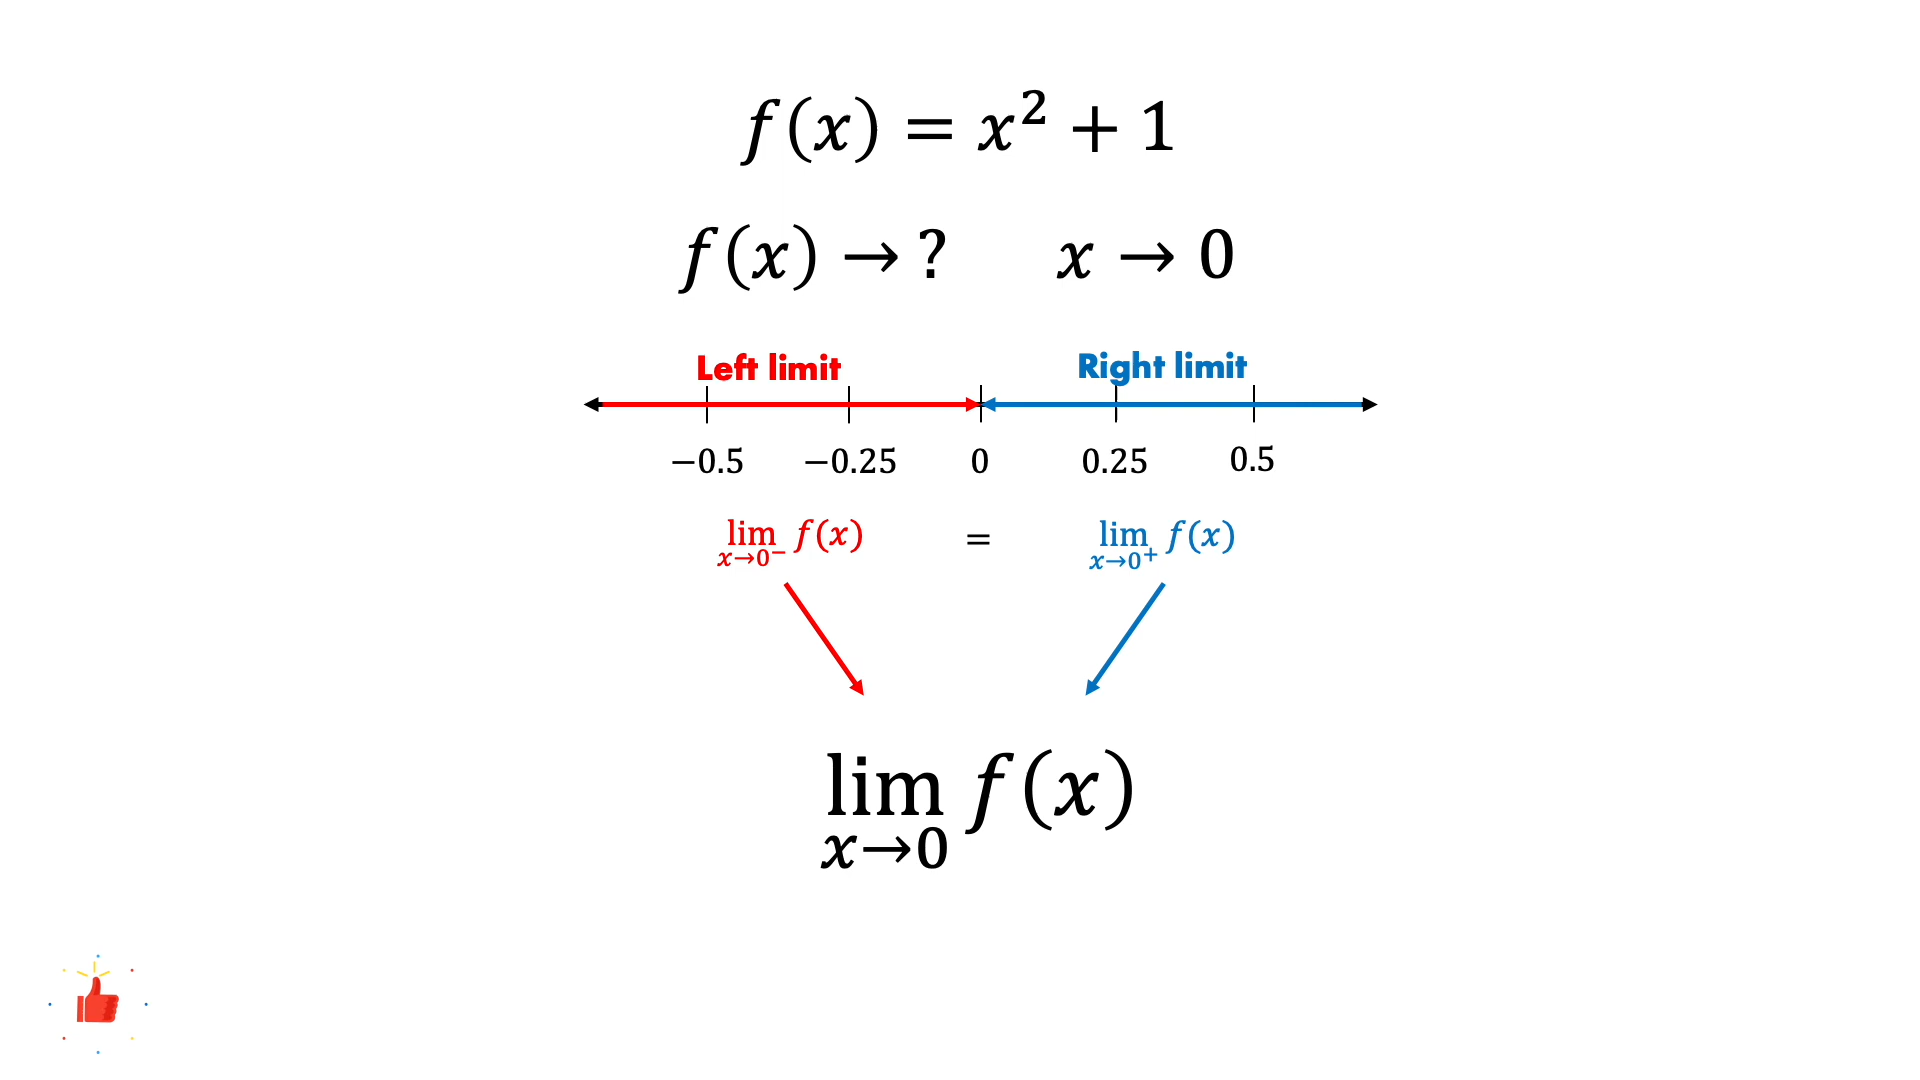 f(x) = x² + 1
f(x) → ? x → 0
Left limit Right limit
−0.5 −0.25 0 0.25 0.5
lim f(x) = lim f(x)
x→0⁻ x→0⁺
lim f(x)
x→0